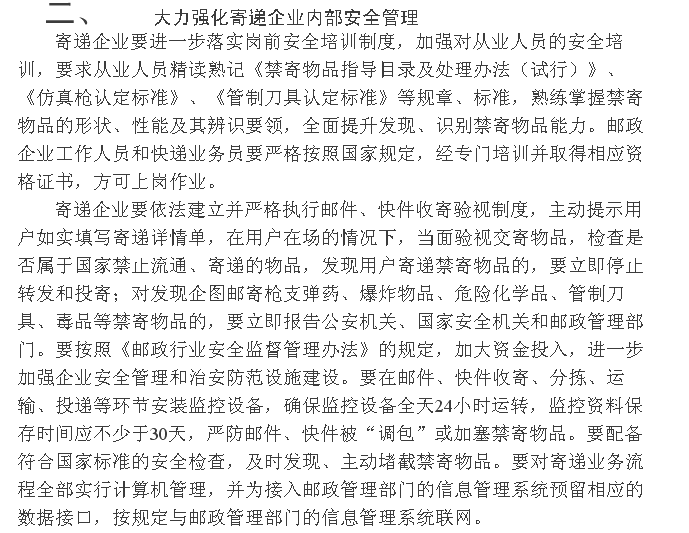 二、 大力强化寄递企业内部安全管理
寄递企业要进一步落实岗前安全培训制度，加强对从业人员的安全培
训，要求从业人员精读熟记《禁寄物品指导目录及处理办法（试行）》、
《仿真枪认定标准》、《管制刀具认定标准》等规章、标准，熟练掌握禁寄
物品的形状、性能及其辨识要领，全面提升发现、识别禁寄物品能力。邮政
企业工作人员和快递业务员要严格按照国家规定，经专门培训并取得相应资
格证书，方可上岗作业。
寄递企业要依法建立并严格执行邮件、快件收寄验视制度，主动提示用
户如实填写寄递详情单，在用户在场的情况下，当面验视交寄物品，检查是
否属于国家禁止流通、寄递的物品，发现用户寄递禁寄物品的，要立即停止
转发和投寄；对发现企图邮寄枪支弹药、爆炸物品、危险化学品、管制刀
具、毒品等禁寄物品的，要立即报告公安机关、国家安全机关和邮政管理部
门。要按照《邮政行业安全监督管理办法》的规定，加大资金投入，进一步
加强企业安全管理和治安防范设施建设。要在邮件、快件收寄、分拣、运
输、投递等环节安装监控设备，确保监控设备全天24小时运转，监控资料保
存时间应不少于30天，严防邮件、快件被“调包”或加塞禁寄物品。要配备
符合国家标准的安全检查，及时发现、主动堵截禁寄物品。要对寄递业务流
程全部实行计算机管理，并为接入邮政管理部门的信息管理系统预留相应的
数据接口，按规定与邮政管理部门的信息管理系统联网。